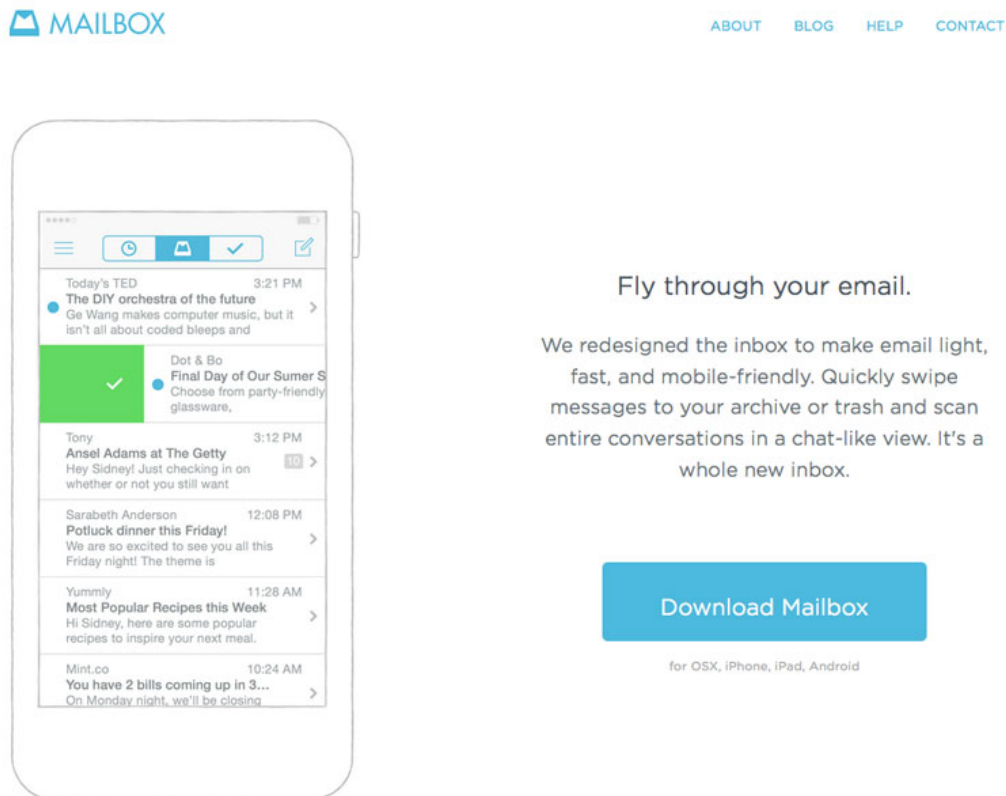 MAILBOX
ABOUT BLOG HELP CONTACT
Today's TED 3:21 PM
The DIY orchestra of the future
Ge Wang makes computer music, but it
isn't all about coded bleeps and
Dot & Bo
Final Day of Our Sumer S
Choose from party-friendly
glassware,
Tony 3:12 PM
Ansel Adams at The Getty
10
Hey Sidney! Just checking in on
whether or not you still want
Sarabeth Anderson 12:08 PM
Potluck dinner this Friday!
We are so excited to see you all this
Friday night! The theme is
Yummly 11:28 AM
Most Popular Recipes this Week
Hi Sidney, here are some popular
recipes to inspire your next meal.
Mint.co 10:24 AM
You have 2 bills coming up in 3...
On Monday night, we'll be closing
Fly through your email.
We redesigned the inbox to make email light,
fast, and mobile-friendly. Quickly swipe
messages to your archive or trash and scan
entire conversations in a chat-like view. It's a
whole new inbox.
Download Mailbox
for OSX, iPhone, iPad, Android